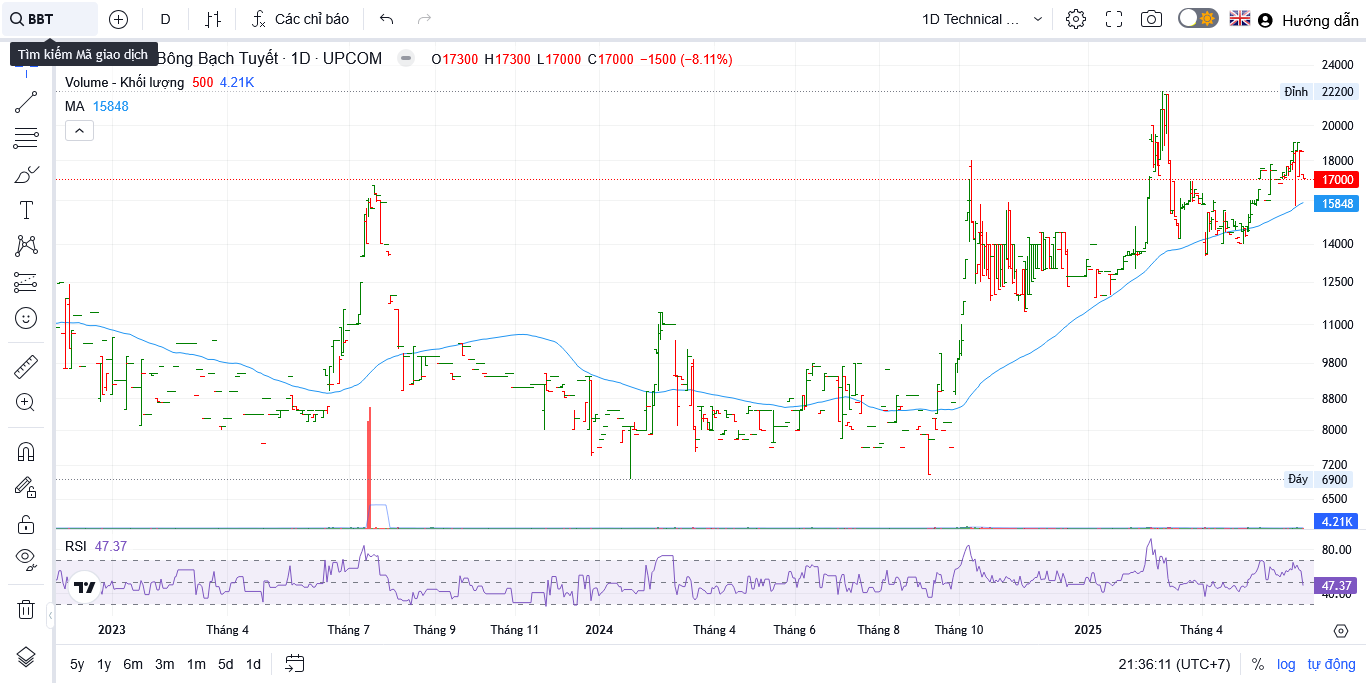 BBT D Các chỉ báo 1D Technical ... Hướng dẫn
Tìm kiếm Mã giao dịch
Bông Bạch Tuyết · 1D · UPCOM O17300 H17300 L17000 C17000 −1500 (−8.11%)
Volume - Khối lượng 500 4.21K
MA 15848
24000
Đỉnh 22200
20000
18000
17000
15848
14000
12500
11000
9800
8800
8000
7200
Đáy 6900
6500
4.21K
RSI 47.37
80.00
47.37
40.00
2023 Tháng 4 Tháng 7 Tháng 9 Tháng 11 2024 Tháng 4 Tháng 6 Tháng 8 Tháng 10 2025 Tháng 4
5y 1y 6m 3m 1m 5d 1d 21:36:11 (UTC+7) % log tự động